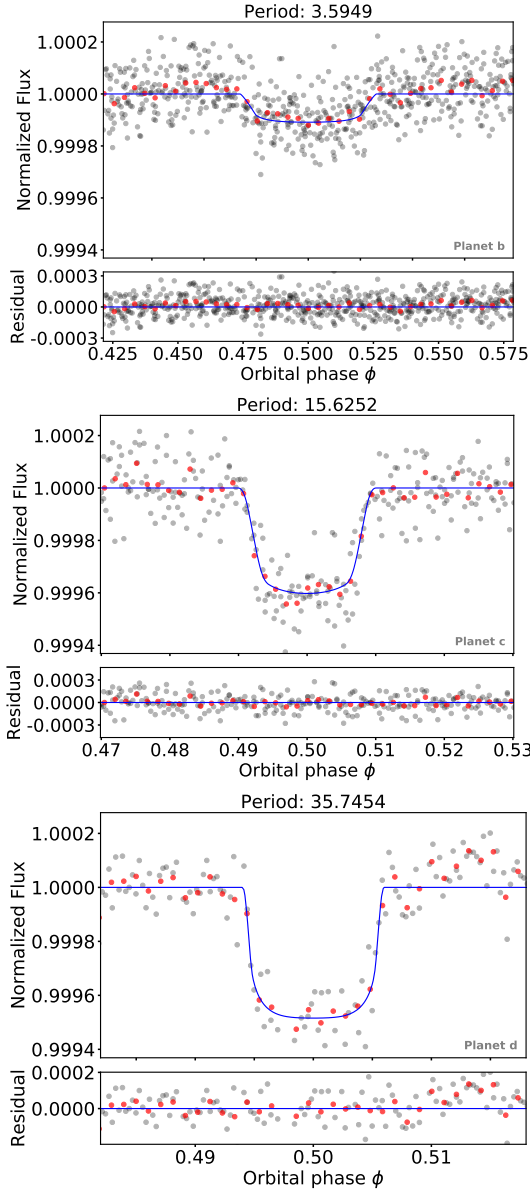 Period: 3.5949
1.0002
1.0000
0.9998
0.9996
0.9994
Normalized Flux
Planet b
0.0003
0.0000
-0.0003
Residual
0.425 0.450 0.475 0.500 0.525 0.550 0.575
Orbital phase ϕ
Period: 15.6252
1.0002
1.0000
0.9998
0.9996
0.9994
Normalized Flux
Planet c
0.0003
0.0000
-0.0003
Residual
0.47 0.48 0.49 0.50 0.51 0.52 0.53
Orbital phase ϕ
Period: 35.7454
1.0002
1.0000
0.9998
0.9996
0.9994
Normalized Flux
Planet d
0.0002
0.0000
Residual
0.49 0.50 0.51
Orbital phase ϕ